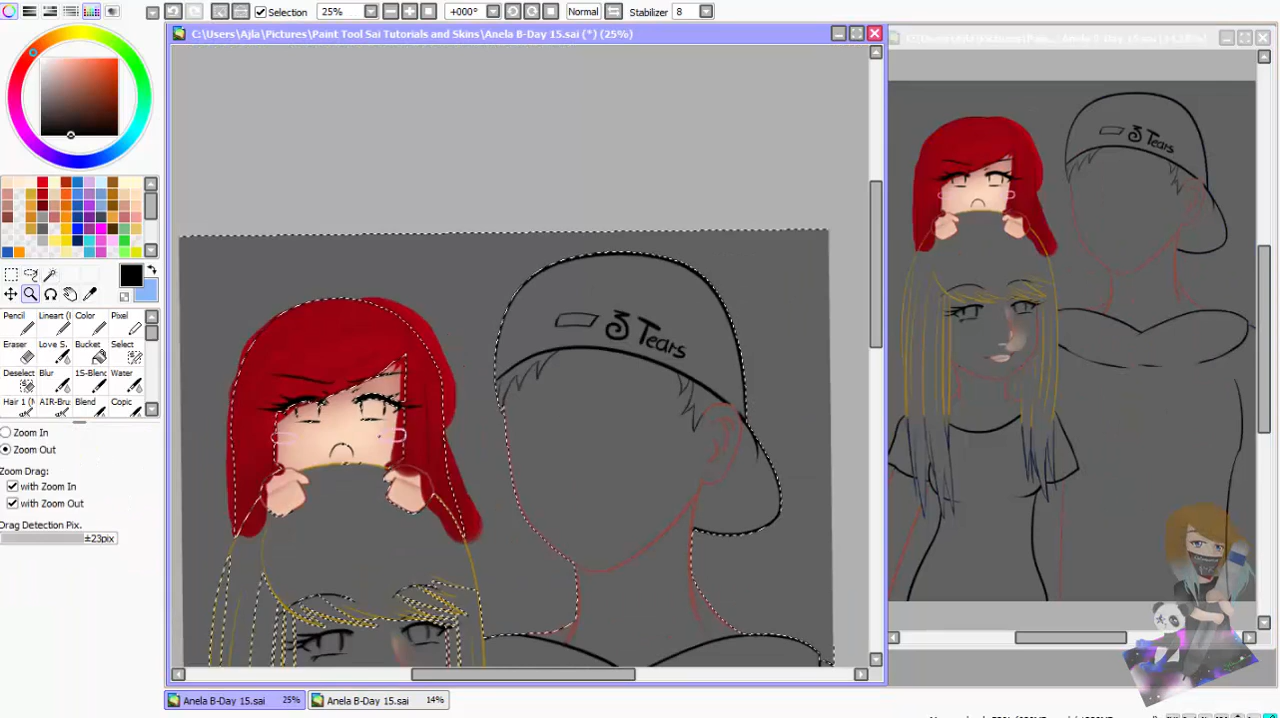 Selection 25% +000° Normal Stabilizer 8
C:\Users\Ajla\Pictures\Paint Tool Sai Tutorials and Skins\Anela B-Day 15.sai (*) (25%)
3 Tears
3 Tears
Pencil Lineart ( Color Pixel
Eraser Love S. Bucket Select
Deselect Blur 15-Blend Water
Hair 1 (M AIR-Bru Blend Copic
Zoom In
Zoom Out
Zoom Drag:
with Zoom In
with Zoom Out
Drag Detection Pix.
±23pix
Anela B-Day 15.sai 25% Anela B-Day 15.sai 14%